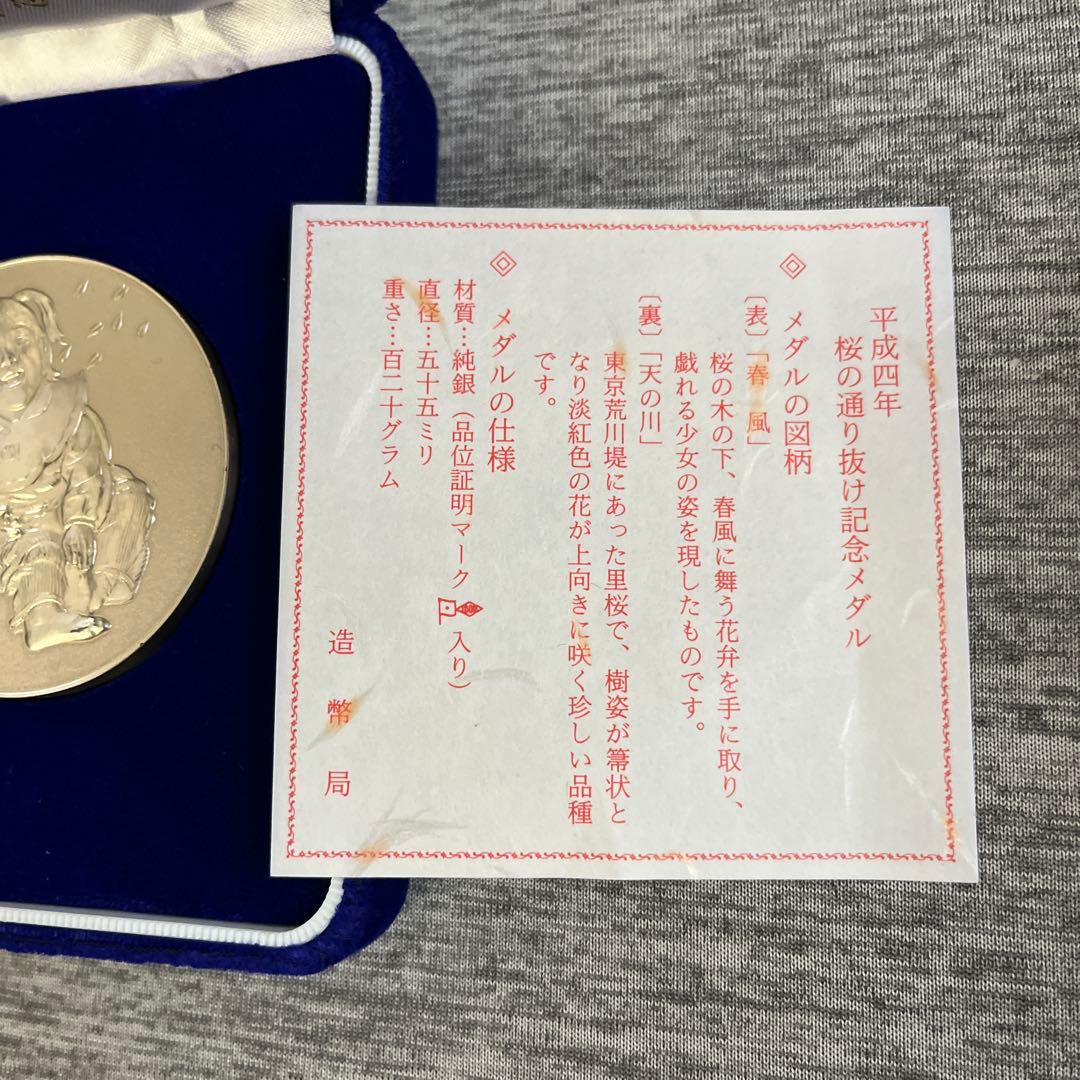 平成四年
桜の通り抜け記念メダル
◈ メダルの図柄
〔表〕「春風」
桜の木の下、春風に舞う花弁を手に取り、
戯れる少女の姿を現したものです。
〔裏〕「天の川」
東京荒川堤にあった里桜で、樹姿が箒状と
なり淡紅色の花が上向きに咲く珍しい品種
です。
◈ メダルの仕様
材質…純銀（品位証明マーク入り）
直径…五十五ミリ
重さ…百二十グラム
造幣局